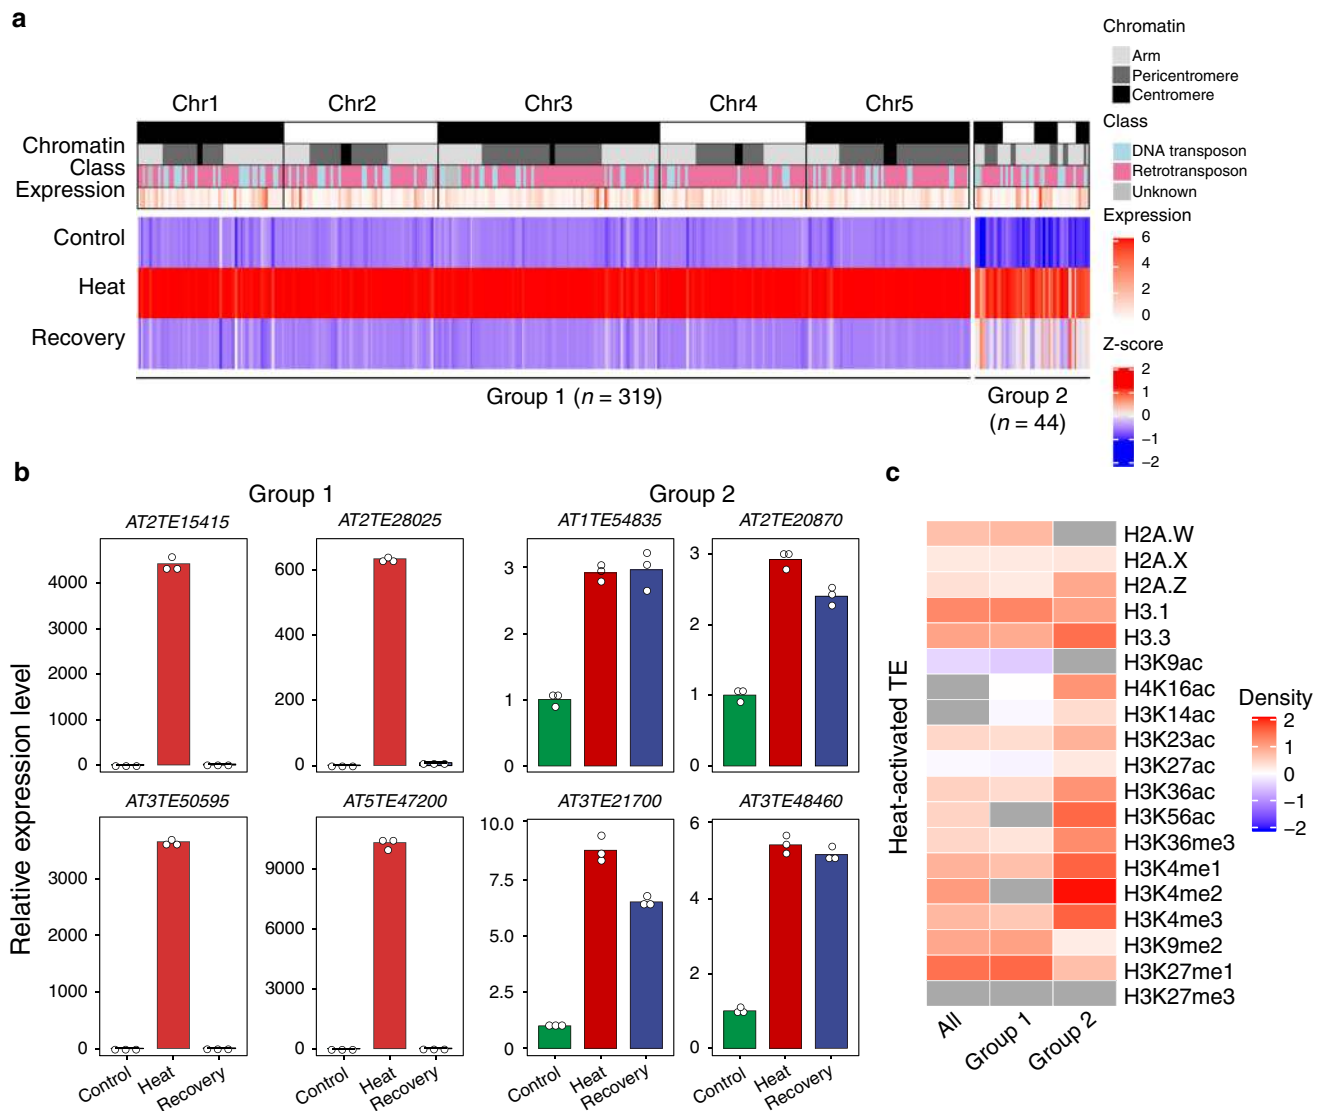 a
Chr1 Chr2 Chr3 Chr4 Chr5
Chromatin
Class
Expression
Control
Heat
Recovery
Group 1 (n = 319)
Group 2
(n = 44)
Chromatin
Arm
Pericentromere
Centromere
Class
DNA transposon
Retrotransposon
Unknown
Expression
6
4
2
0
Z-score
2
1
0
−1
−2
b
Group 1 Group 2
Relative expression level
AT2TE15415
4000
3000
2000
1000
0
AT2TE28025
600
400
200
0
AT1TE54835
3
2
1
0
AT2TE20870
3
2
1
0
AT3TE50595
3000
2000
1000
0
Control Heat Recovery
AT5TE47200
9000
6000
3000
0
Control Heat Recovery
AT3TE21700
10.0
7.5
5.0
2.5
0
Control Heat Recovery
AT3TE48460
6
4
2
0
Control Heat Recovery
c
Heat-activated TE
H2A.W
H2A.X
H2A.Z
H3.1
H3.3
H3K9ac
H4K16ac
H3K14ac
H3K23ac
H3K27ac
H3K36ac
H3K56ac
H3K36me3
H3K4me1
H3K4me2
H3K4me3
H3K9me2
H3K27me1
H3K27me3
All Group 1 Group 2
Density
2
1
0
−1
−2